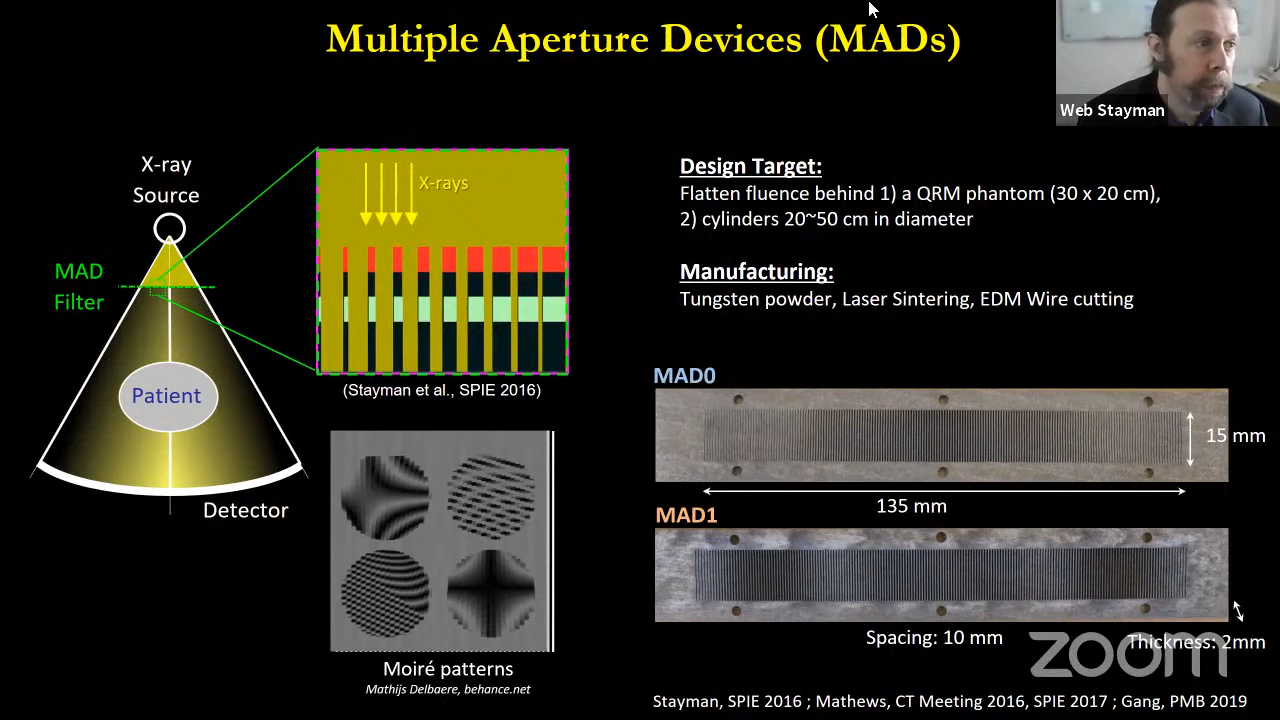 Multiple Aperture Devices (MADs)
Web Stayman
X-ray
Source
MAD
Filter
Patient
Detector
X-rays
(Stayman et al., SPIE 2016)
Moiré patterns
Mathijs Delbaere, behance.net
Design Target:
Flatten fluence behind 1) a QRM phantom (30 x 20 cm),
2) cylinders 20~50 cm in diameter
Manufacturing:
Tungsten powder, Laser Sintering, EDM Wire cutting
MAD0
15 mm
135 mm
MAD1
Spacing: 10 mm
Thickness: 2mm
zoom
Stayman, SPIE 2016 ; Mathews, CT Meeting 2016, SPIE 2017 ; Gang, PMB 2019